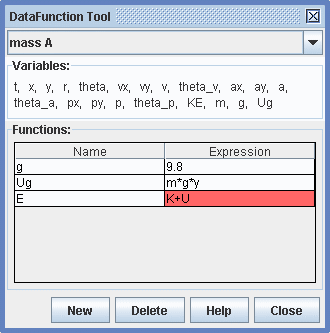 DataFunction Tool
mass A
Variables:
t, x, y, r, theta, vx, vy, v, theta_v, ax, ay, a,
theta_a, px, py, p, theta_p, KE, m, g, Ug
Functions:
Name Expression
g 9.8
Ug m*g*y
E K+U
New Delete Help Close